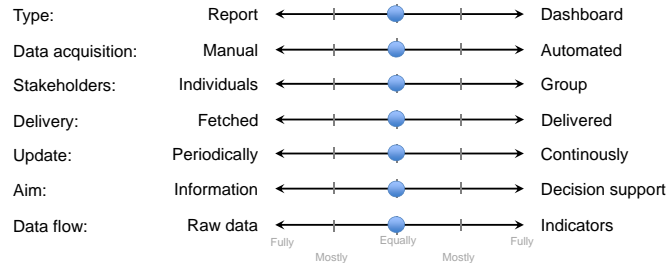 Type: Report Dashboard
Data acquisition: Manual Automated
Stakeholders: Individuals Group
Delivery: Fetched Delivered
Update: Periodically Continously
Aim: Information Decision support
Data flow: Raw data Indicators
Fully Equally Fully
Mostly Mostly